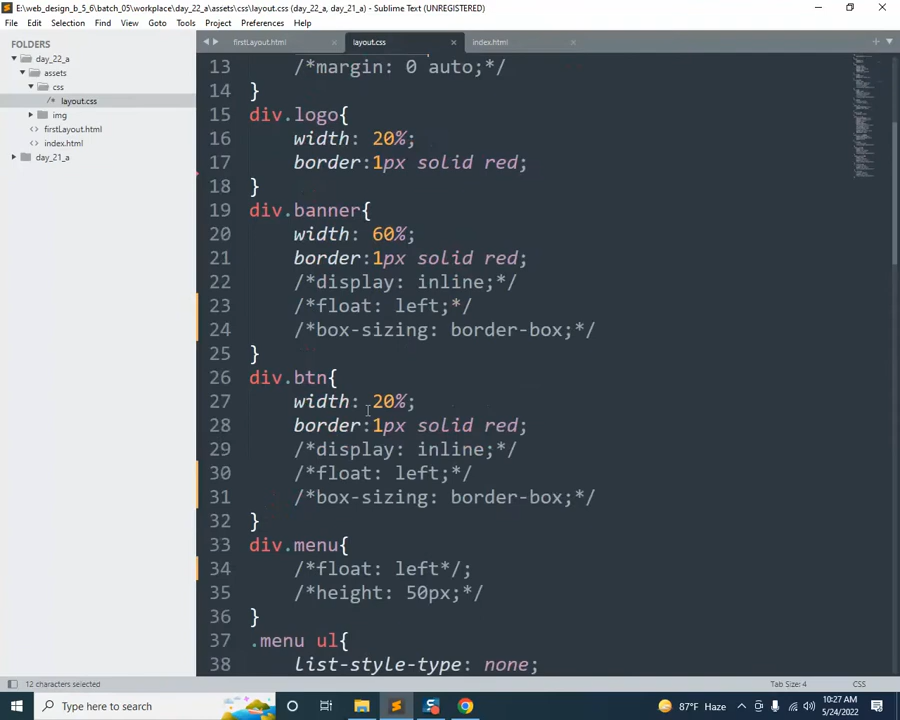 E:\web_design_b_5_6\batch_05\workplace\day_22_a\assets\css\layout.css (day_22_a, day_21_a) - Sublime Text (UNREGISTERED)
File Edit Selection Find View Goto Tools Project Preferences Help
FOLDERS
day_22_a
assets
css
/* layout.css
img
<> firstLayout.html
<> index.html
day_21_a
firstLayout.html × layout.css × index.html ×
13 /*margin: 0 auto;*/
14 }
15 div.logo{
16 width: 20%;
17 border:1px solid red;
18 }
19 div.banner{
20 width: 60%;
21 border:1px solid red;
22 /*display: inline;*/
23 /*float: left;*/
24 /*box-sizing: border-box;*/
25 }
26 div.btn{
27 width: 20%;
28 border:1px solid red;
29 /*display: inline;*/
30 /*float: left;*/
31 /*box-sizing: border-box;*/
32 }
33 div.menu{
34 /*float: left*/;
35 /*height: 50px;*/
36 }
37 .menu ul{
38 list-style-type: none;
12 characters selected Tab Size: 4 CSS
Type here to search 87°F Haze 10:27 AM
5/24/2022